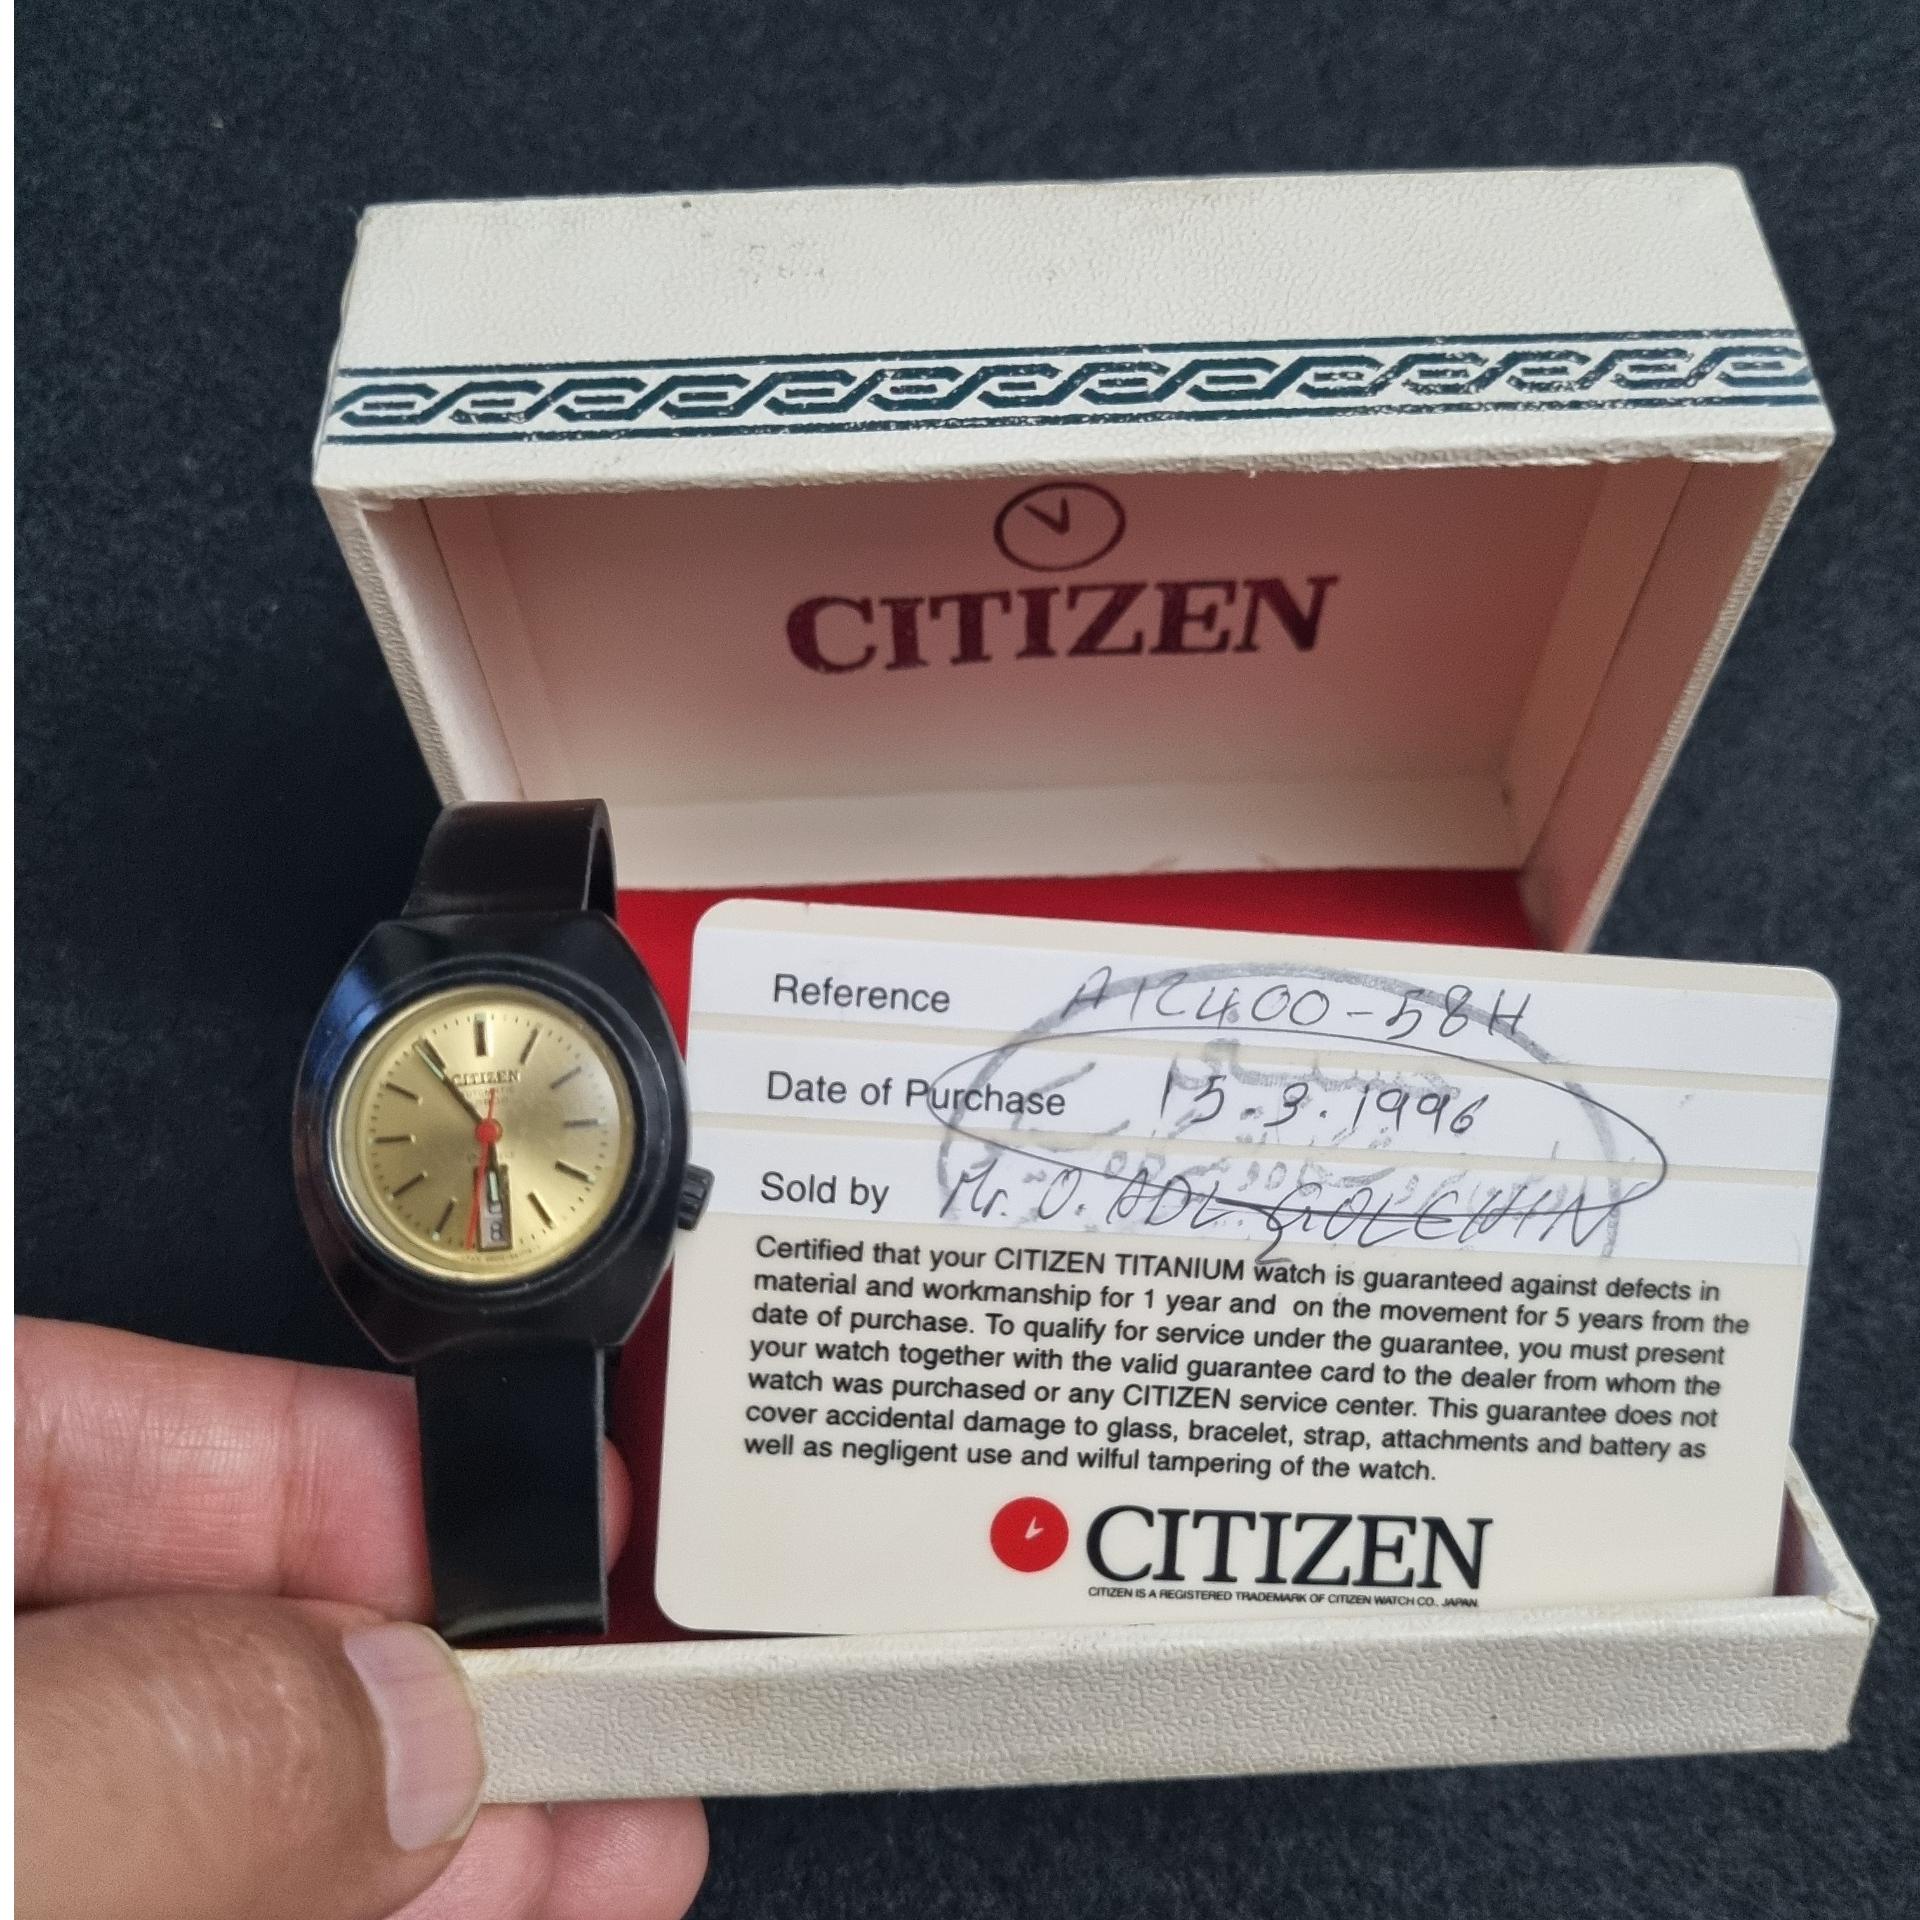 CITIZEN
CITIZEN
AUTOMATIC
8
Reference A1C400-58H
Date of Purchase 15.3.1996
Sold by Mr. O. ADL. GOLCHIN
Certified that your CITIZEN TITANIUM watch is guaranteed against defects in
material and workmanship for 1 year and on the movement for 5 years from the
date of purchase. To qualify for service under the guarantee, you must present
your watch together with the valid guarantee card to the dealer from whom the
watch was purchased or any CITIZEN service center. This guarantee does not
cover accidental damage to glass, bracelet, strap, attachments and battery as
well as negligent use and wilful tampering of the watch.
CITIZEN
CITIZEN IS A REGISTERED TRADEMARK OF CITIZEN WATCH CO., JAPAN